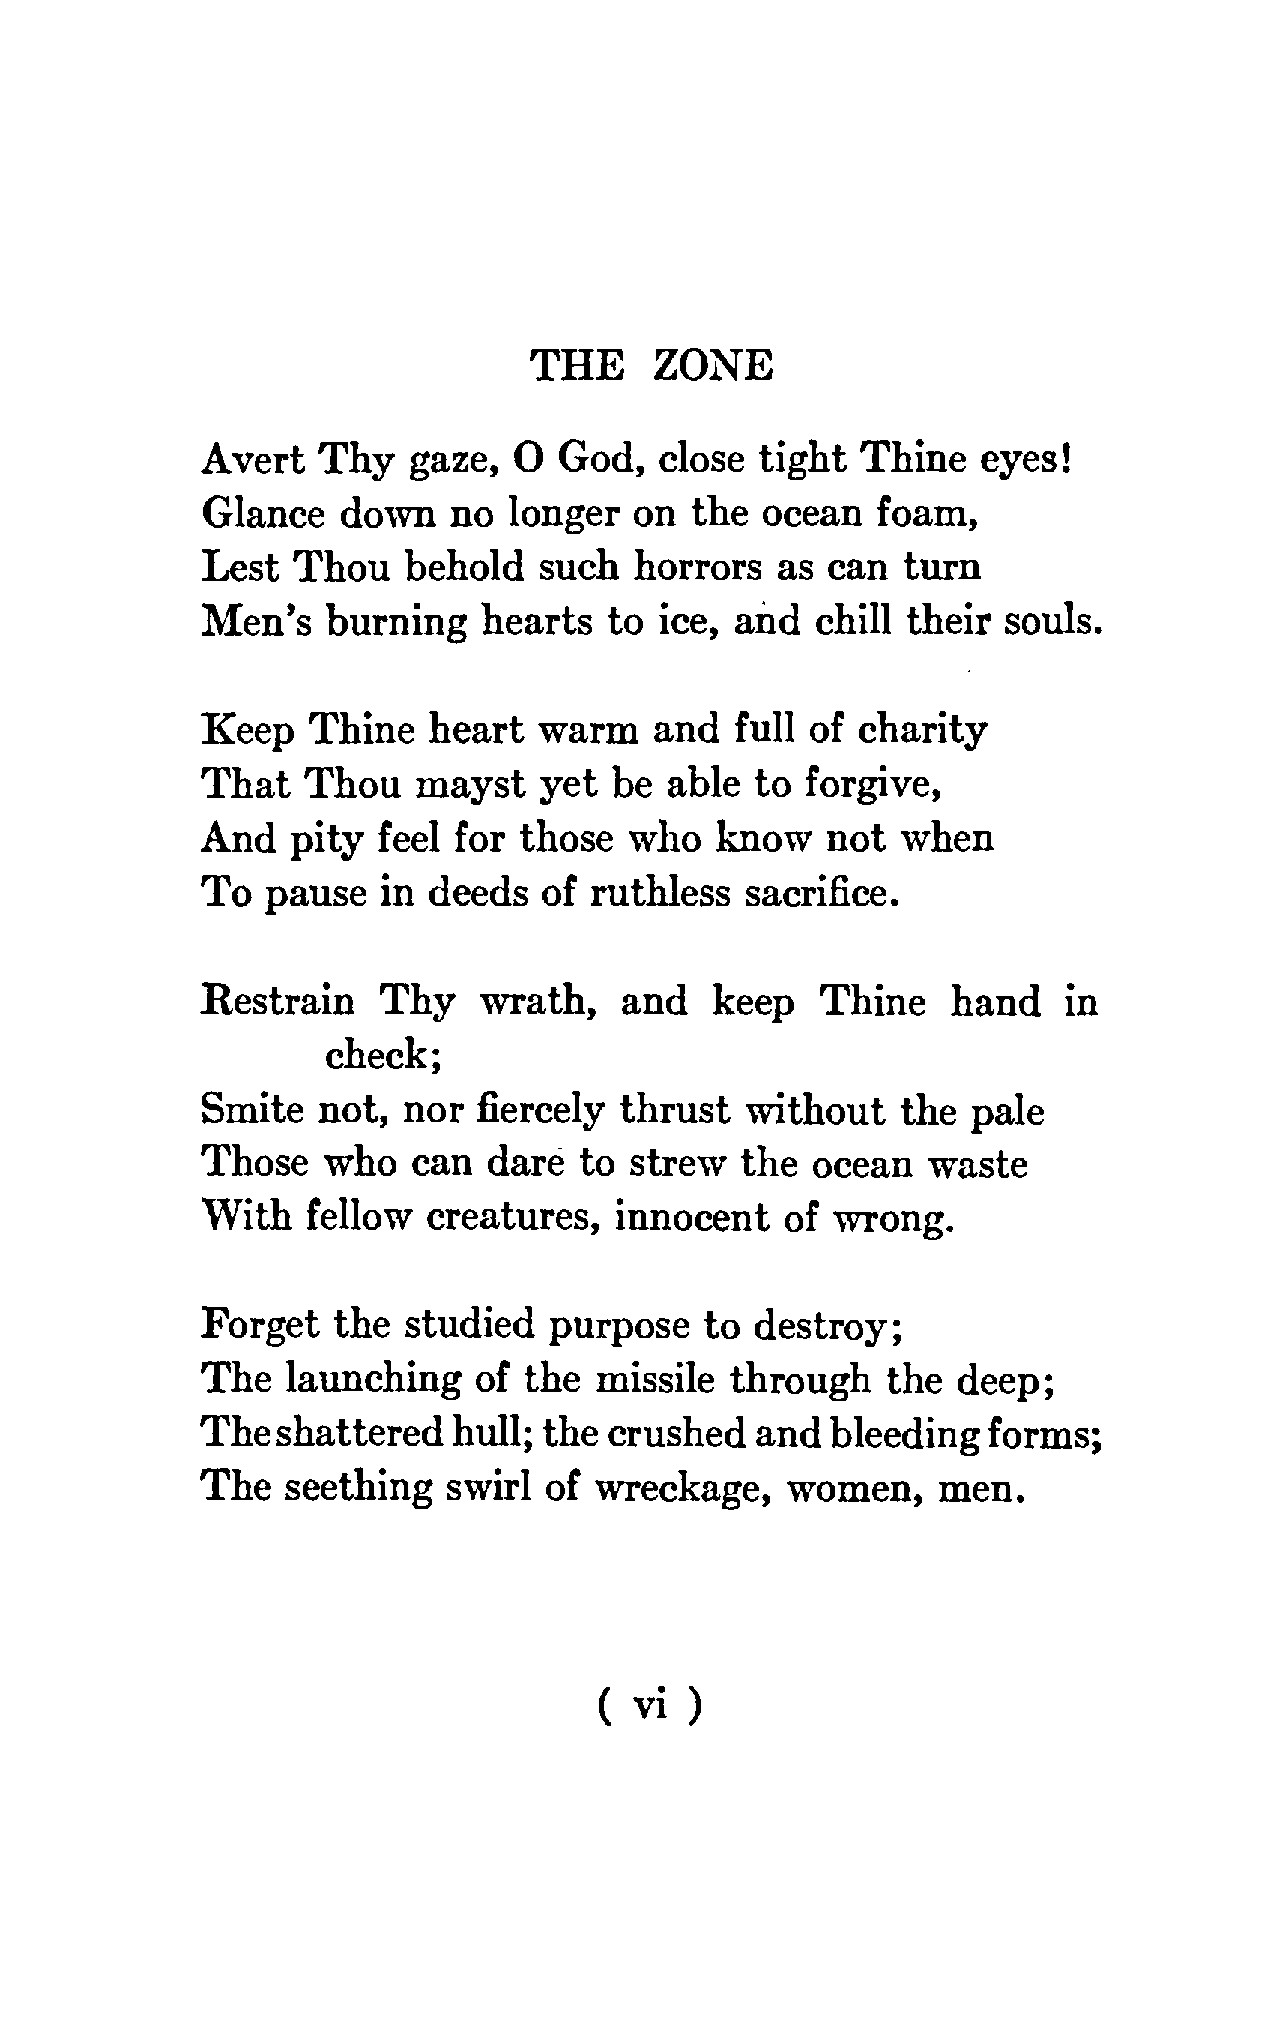 THE ZONE
Avert Thy gaze, O God, close tight Thine eyes!
Glance down no longer on the ocean foam,
Lest Thou behold such horrors as can turn
Men's burning hearts to ice, and chill their souls.
Keep Thine heart warm and full of charity
That Thou mayst yet be able to forgive,
And pity feel for those who know not when
To pause in deeds of ruthless sacrifice.
Restrain Thy wrath, and keep Thine hand in
check;
Smite not, nor fiercely thrust without the pale
Those who can dare to strew the ocean waste
With fellow creatures, innocent of wrong.
Forget the studied purpose to destroy;
The launching of the missile through the deep;
The shattered hull; the crushed and bleeding forms;
The seething swirl of wreckage, women, men.
( vi )